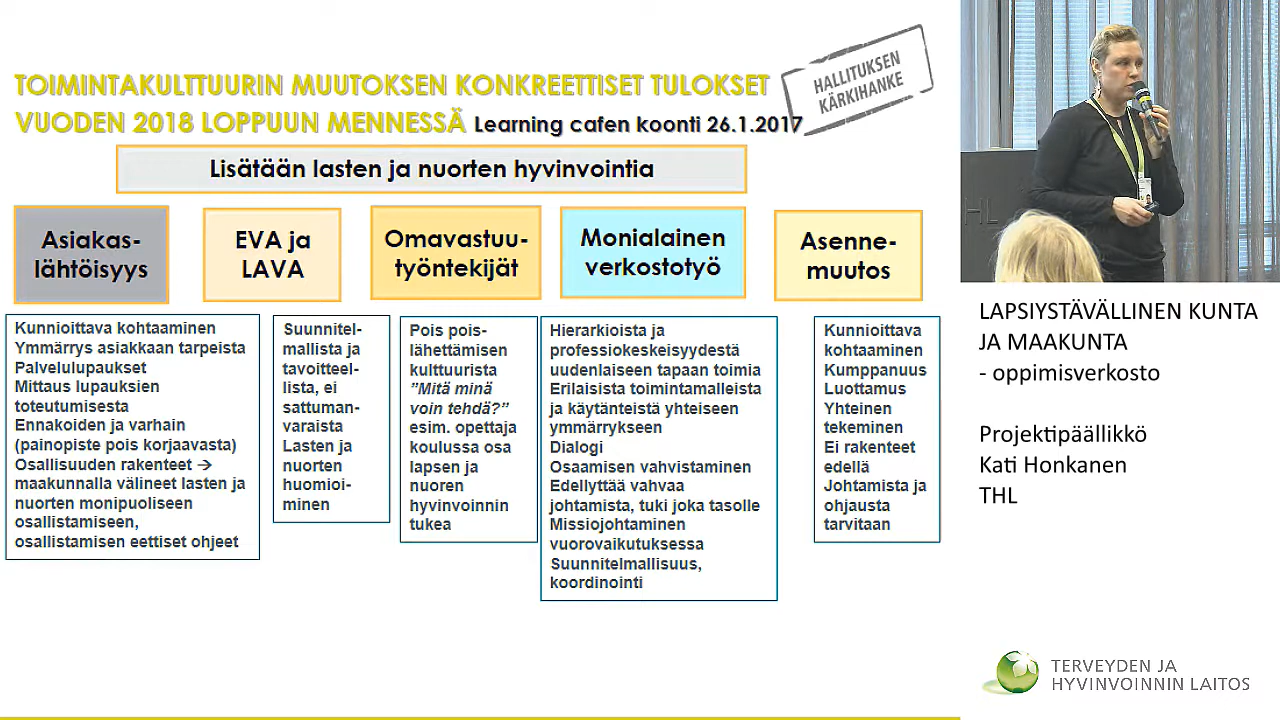 TOIMINTAKULTTUURIN MUUTOKSEN KONKREETTISET TULOKSET
VUODEN 2018 LOPPUUN MENNESSÄ Learning cafen koonti 26.1.2017
HALLITUKSEN
KÄRKIHANKE
Lisätään lasten ja nuorten hyvinvointia
Asiakas-
lähtöisyys
EVA ja
LAVA
Omavastuu-
työntekijät
Monialainen
verkostotyö
Asenne-
muutos
Kunnioittava kohtaaminen
Ymmärrys asiakkaan tarpeista
Palvelulupaukset
Mittaus lupauksien
toteutumisesta
Ennakoiden ja varhain
(painopiste pois korjaavasta)
Osallisuuden rakenteet →
maakunnalla välineet lasten ja
nuorten monipuoliseen
osallistamiseen,
osallistamisen eettiset ohjeet
Suunnitel-
mallista ja
tavoitteel-
lista, ei
sattuman-
varaista
Lasten ja
nuorten
huomioi-
minen
Pois pois-
lähettämisen
kulttuurista
”Mitä minä
voin tehdä?”
esim. opettaja
koulussa osa
lapsen ja
nuoren
hyvinvoinnin
tukea
Hierarkioista ja
professiokeskeisyydestä
uudenlaiseen tapaan toimia
Erilaisista toimintamalleista
ja käytänteistä yhteiseen
ymmärrykseen
Dialogi
Osaamisen vahvistaminen
Edellyttää vahvaa
johtamista, tuki joka tasolle
Missiojohtaminen
vuorovaikutuksessa
Suunnitelmallisuus,
koordinointi
Kunnioittava
kohtaaminen
Kumppanuus
Luottamus
Yhteinen
tekeminen
Ei rakenteet
edellä
Johtamista ja
ohjausta
tarvitaan
HL
LAPSIYSTÄVÄLLINEN KUNTA
JA MAAKUNTA
- oppimisverkosto
Projektipäällikkö
Kati Honkanen
THL
TERVEYDEN JA
HYVINVOINNIN LAITOS